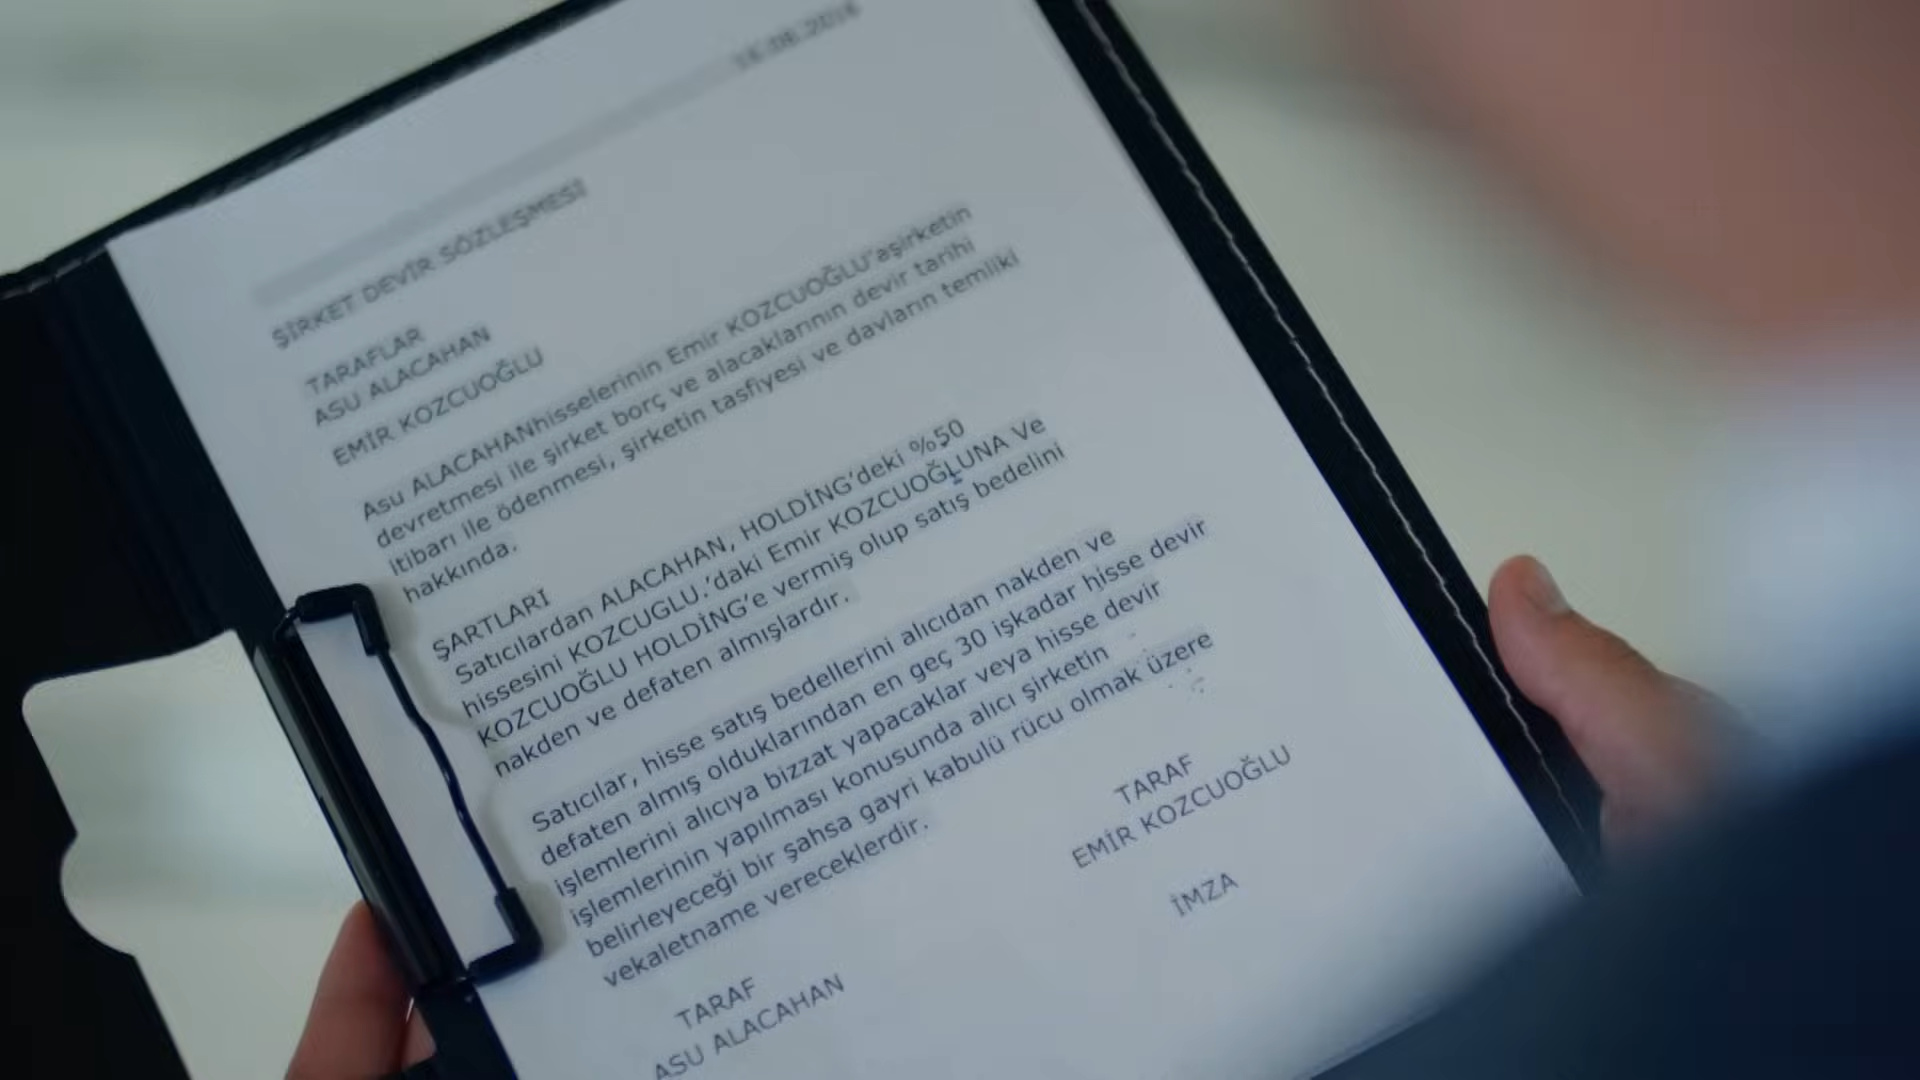 ŞİRKET DEVİR SÖZLEŞMESİ
TARAFLAR
ASU ALACAHAN
EMİR KOZCUOĞLU
Asu ALACAHANhisselerinin Emir KOZCUOĞLU'aşirketin
devretmesi ile şirket borç ve alacaklarının devir tarihi
itibarı ile ödenmesi, şirketin tasfiyesi ve davların temliki
hakkında.
ŞARTLARI
Satıcılardan ALACAHAN, HOLDİNG'deki %50
hissesini KOZCUGLU.'daki Emir KOZCUOĞLUNA Ve
KOZCUOĞLU HOLDİNG'e vermiş olup satış bedelini
nakden ve defaten almışlardır.
Satıcılar, hisse satış bedellerini alıcıdan nakden ve
defaten almış olduklarından en geç 30 işkadar hisse devir
işlemlerini alıcıya bizzat yapacaklar veya hisse devir
işlemlerinin yapılması konusunda alıcı şirketin
belirleyeceği bir şahsa gayri kabulü rücu olmak üzere
vekaletname vereceklerdir.
TARAF
EMİR KOZCUOĞLU
İMZA
TARAF
ASU ALACAHAN